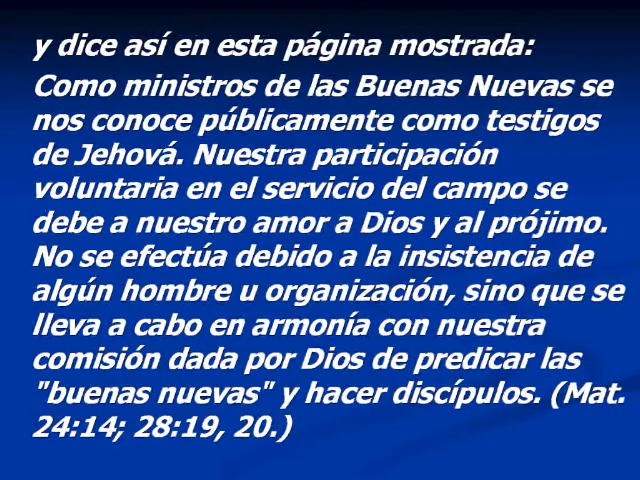 y dice así en esta página mostrada:
Como ministros de las Buenas Nuevas se
nos conoce públicamente como testigos
de Jehová. Nuestra participación
voluntaria en el servicio del campo se
debe a nuestro amor a Dios y al prójimo.
No se efectúa debido a la insistencia de
algún hombre u organización, sino que se
lleva a cabo en armonía con nuestra
comisión dada por Dios de predicar las
"buenas nuevas" y hacer discípulos. (Mat.
24:14; 28:19, 20.)